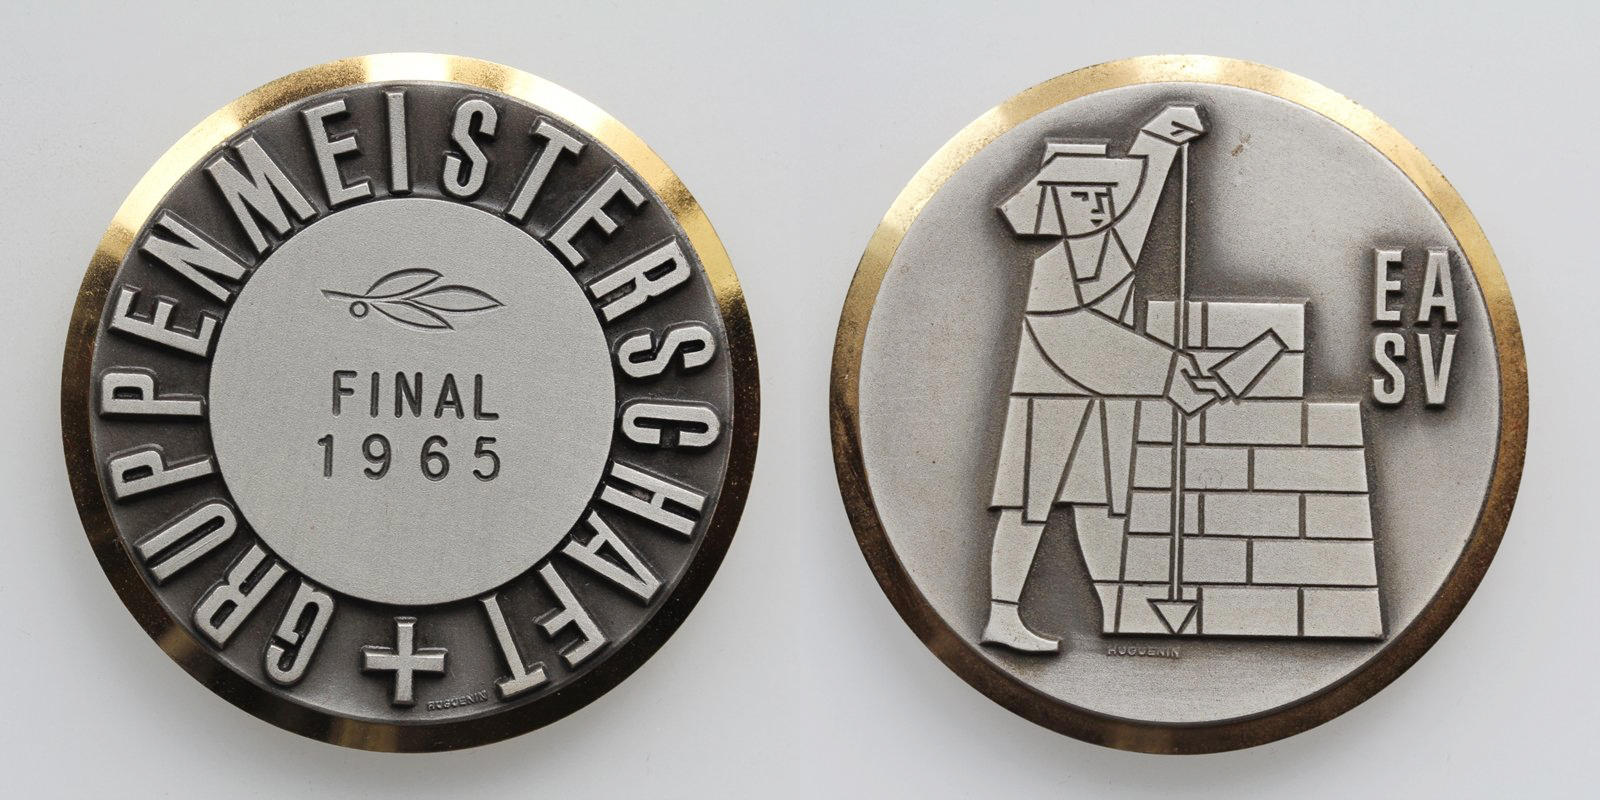 GRUPPENMEISTERSCHAFT
FINAL
1965
HUGUENIN
EA
SV
HUGUENIN